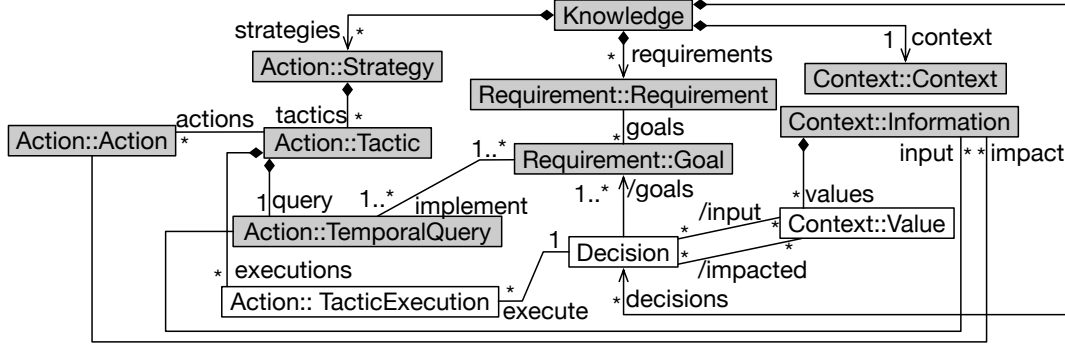 Knowledge
strategies *
* requirements
1 context
Action::Strategy
Context::Context
Requirement::Requirement
tactics *
actions
*
* goals
Context::Information
Action::Action
Action::Tactic
1..*
Requirement::Goal
input * * impact
1 query
1..*
implement
1..* /goals
* values
/input
Action::TemporalQuery
* *
Context::Value
1
Decision
* *
/impacted
* executions
Action:: TacticExecution
*
execute
* decisions